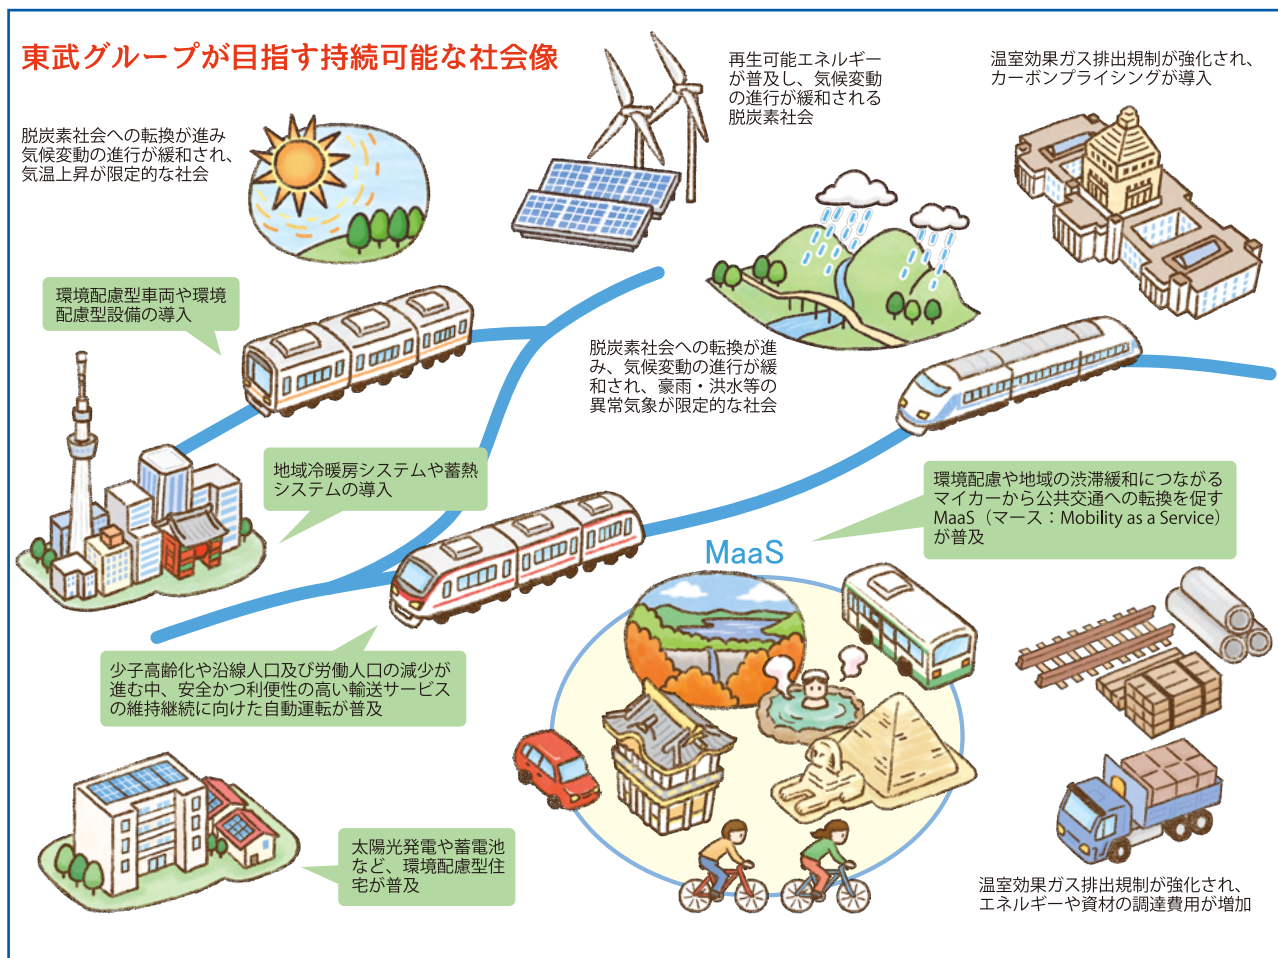 東武グループが目指す持続可能な社会像
脱炭素社会への転換が進み
気候変動の進行が緩和され、
気温上昇が限定的な社会
再生可能エネルギー
が普及し、気候変動
の進行が緩和される
脱炭素社会
温室効果ガス排出規制が強化され、
カーボンプライシングが導入
環境配慮型車両や環境
配慮型設備の導入
脱炭素社会への転換が進
み、気候変動の進行が緩
和され、豪雨・洪水等の
異常気象が限定的な社会
地域冷暖房システムや蓄熱
システムの導入
環境配慮や地域の渋滞緩和につながる
マイカーから公共交通への転換を促す
MaaS（マース：Mobility as a Service）
が普及
MaaS
少子高齢化や沿線人口及び労働人口の減少が
進む中、安全かつ利便性の高い輸送サービス
の維持継続に向けた自動運転が普及
太陽光発電や蓄電池
など、環境配慮型住
宅が普及
温室効果ガス排出規制が強化され、
エネルギーや資材の調達費用が増加